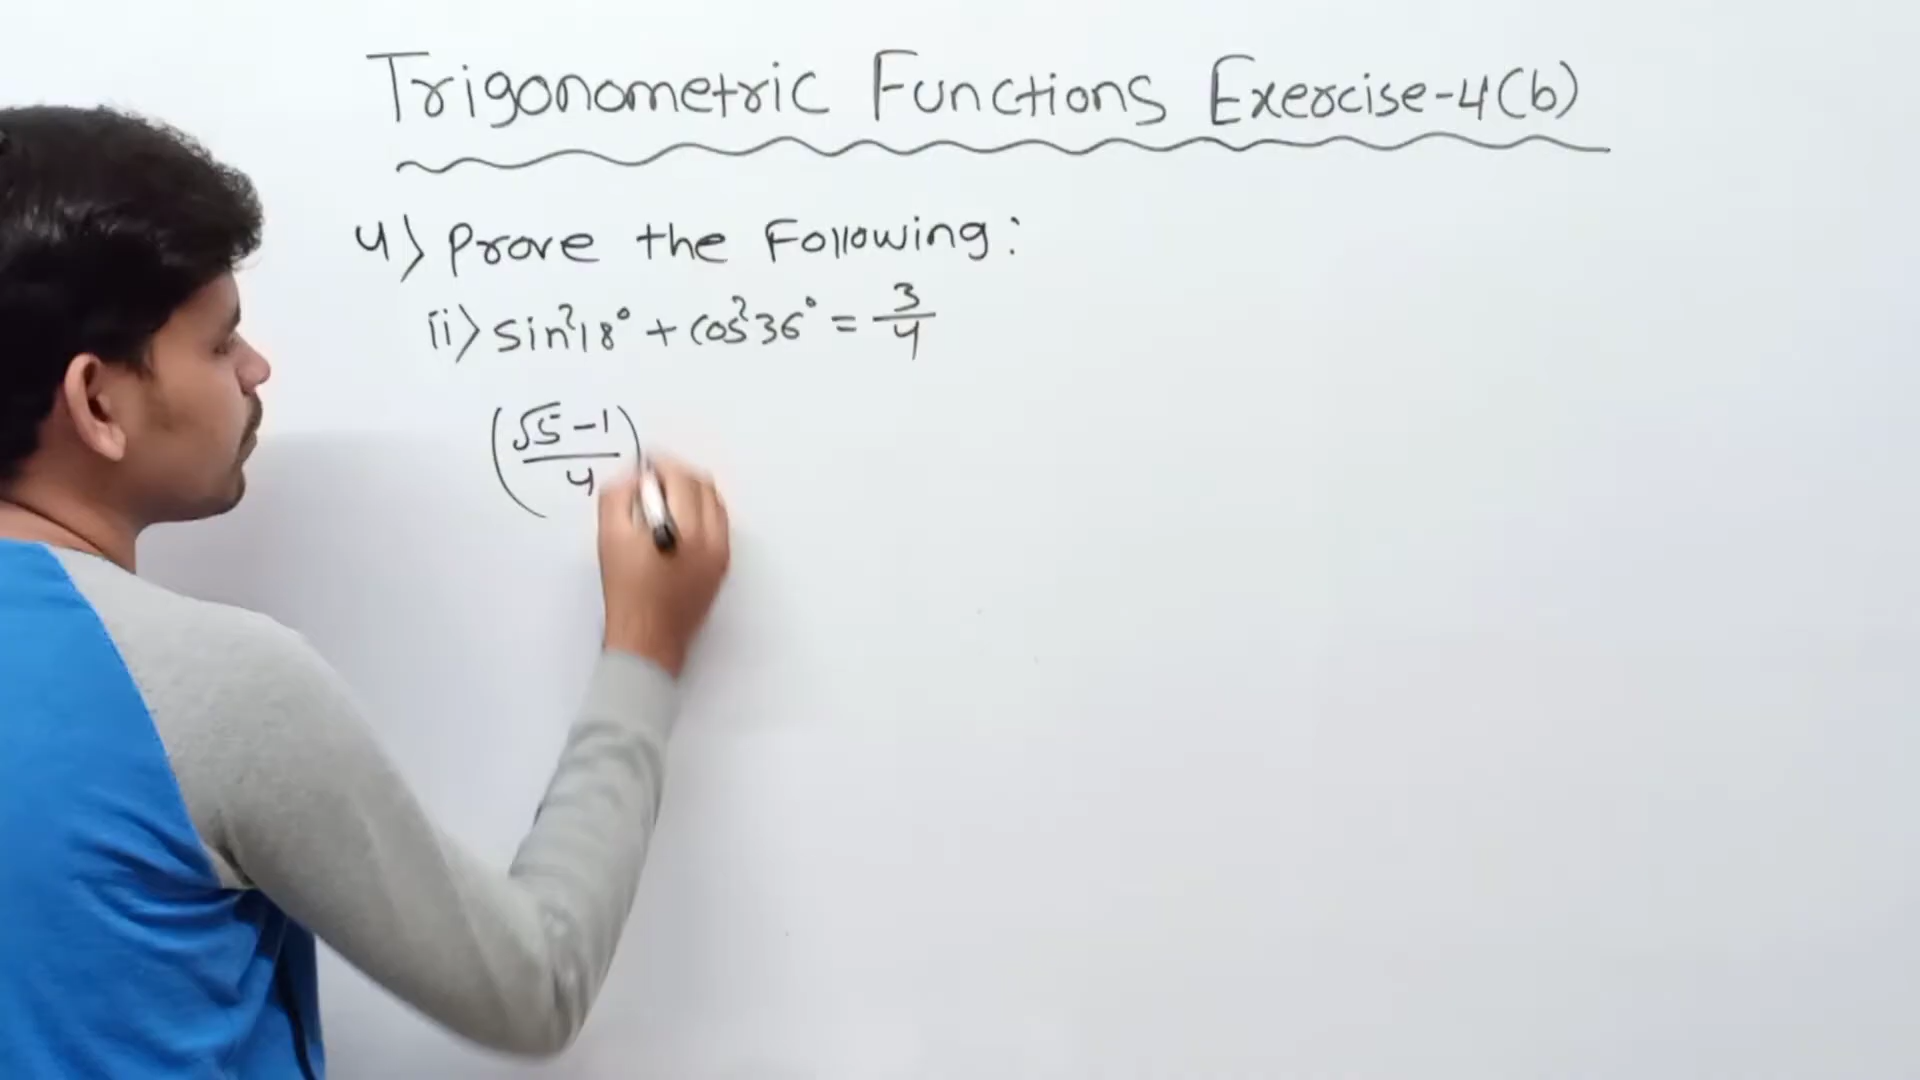 Trigonometric Functions Exercise-4(b)
4) Prove the Following:
ii) sin²18° + cos²36° = 3/4
(√5 - 1 / 4)